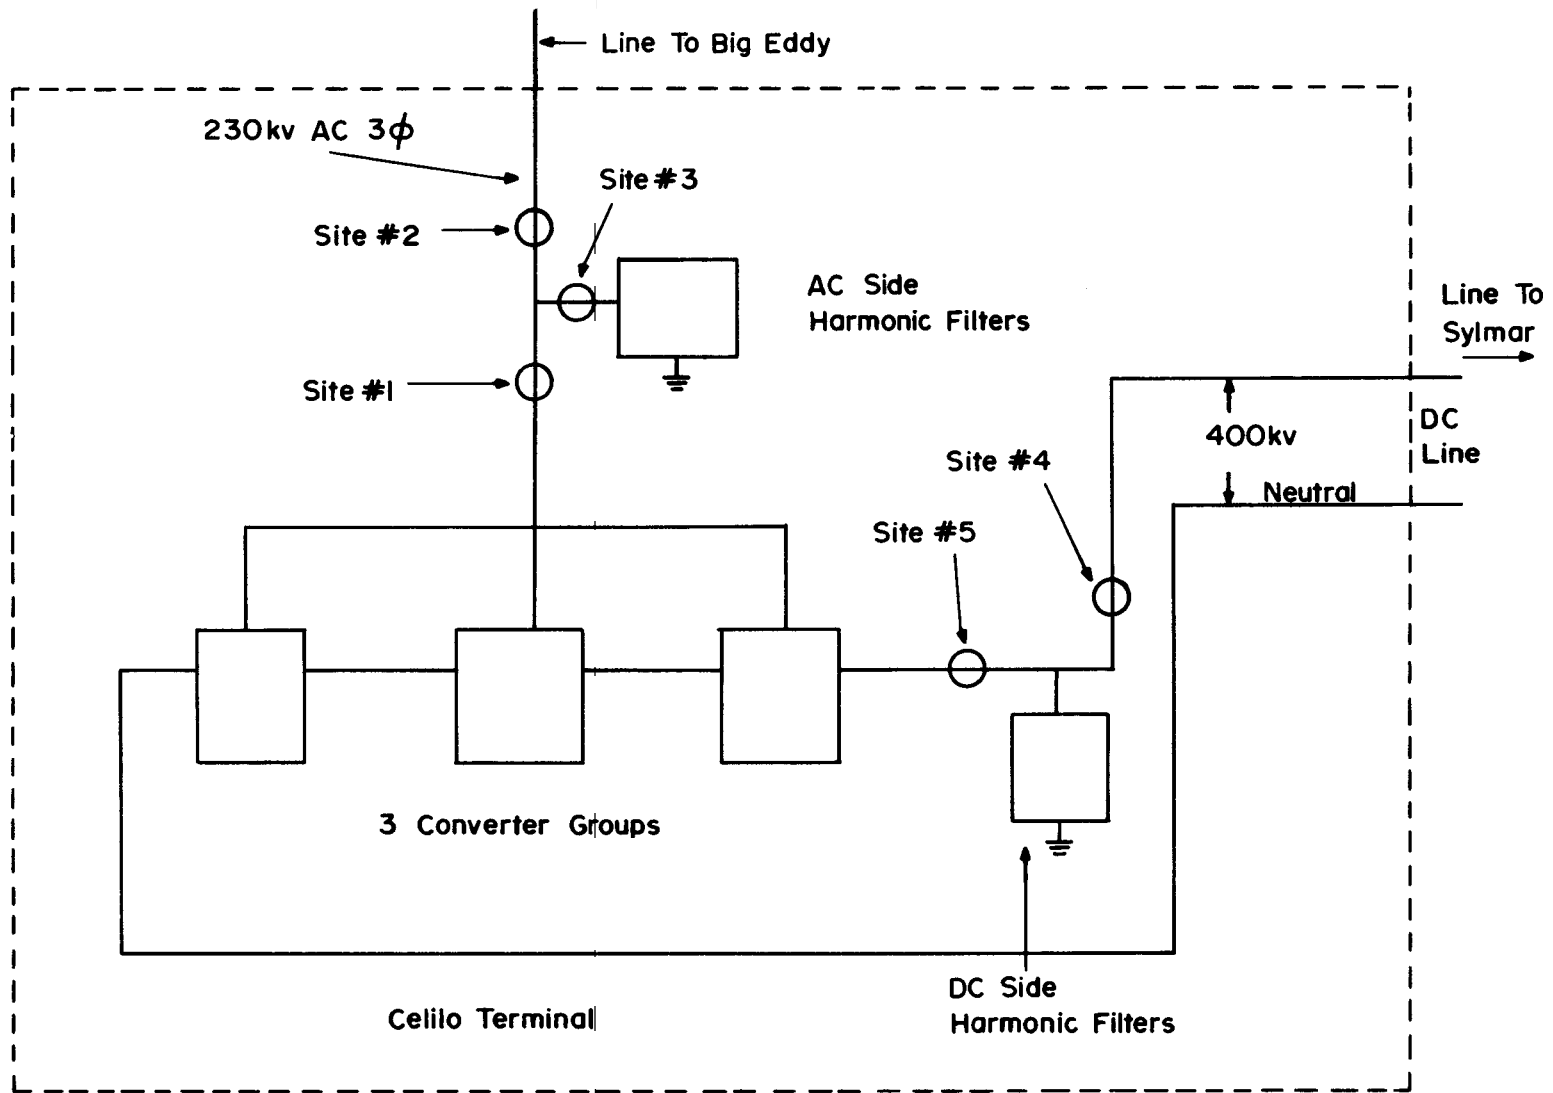 Line To Big Eddy
230kv AC 3ϕ
Site #3
Site #2
AC Side
Harmonic Filters
Line To
Sylmar
Site #1
400kv
DC
Line
Site #4
Neutral
Site #5
3 Converter Groups
DC Side
Harmonic Filters
Celilo Terminal